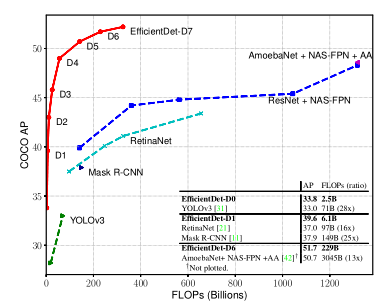 COCO AP
50
45
40
35
30
EfficientDet-D7
D6
D5
D4
D3
D2
D1
AmoebaNet + NAS-FPN + AA
ResNet + NAS-FPN
RetinaNet
Mask R-CNN
YOLOv3
AP FLOPs (ratio)
EfficientDet-D0 33.8 2.5B
YOLOv3 [31] 33.0 71B (28x)
EfficientDet-D1 39.6 6.1B
RetinaNet [21] 37.0 97B (16x)
Mask R-CNN [11] 37.9 149B (25x)
EfficientDet-D6 51.7 229B
AmoebaNet+ NAS-FPN +AA [42]† 50.7 3045B (13x)
†Not plotted.
0 200 400 600 800 1000 1200
FLOPs (Billions)